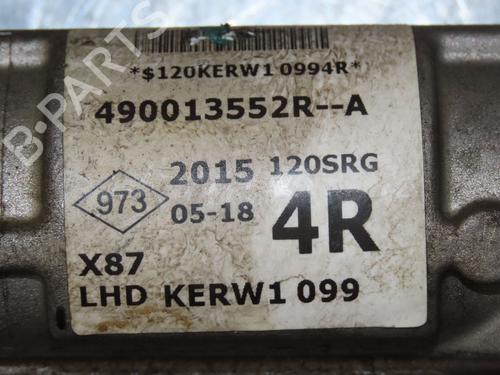 *$120KERW1 0994R*
490013552R--A
2015 120SRG
973
05-18
4R
X87
LHD KERW1 099
B-PARTS